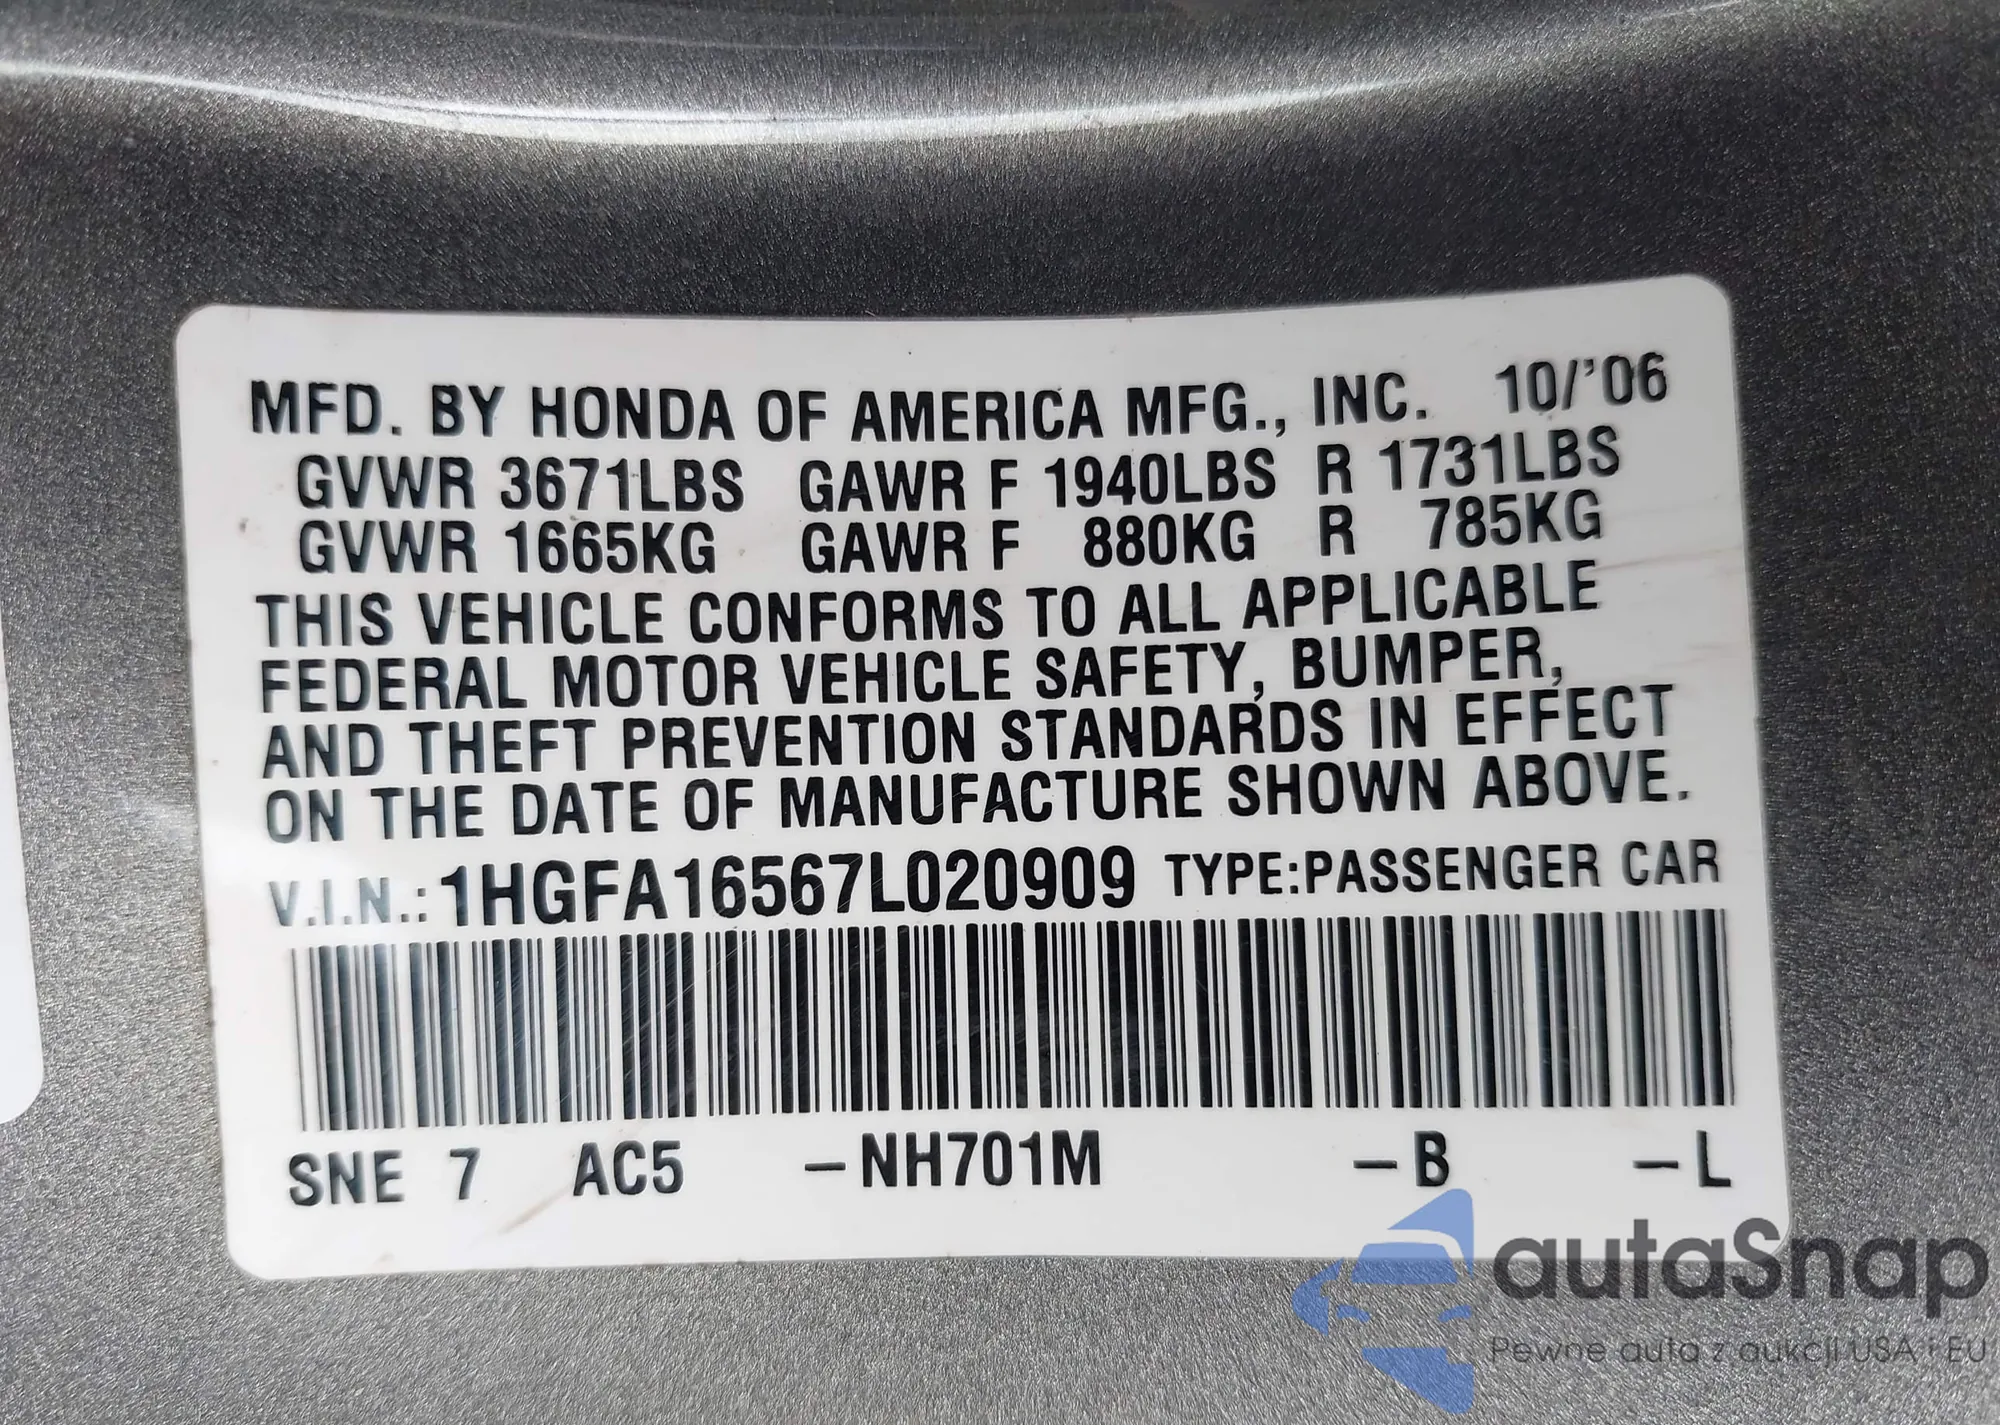 MFD. BY HONDA OF AMERICA MFG., INC. 10/'06
GVWR 3671LBS GAWR F 1940LBS R 1731LBS
GVWR 1665KG GAWR F 880KG R 785KG
THIS VEHICLE CONFORMS TO ALL APPLICABLE
FEDERAL MOTOR VEHICLE SAFETY, BUMPER,
AND THEFT PREVENTION STANDARDS IN EFFECT
ON THE DATE OF MANUFACTURE SHOWN ABOVE.
V.I.N.: 1HGFA16567L020909 TYPE:PASSENGER CAR
SNE 7 AC5 –NH701M –B –L
autaSnap
Pewne auta z aukcji USA i EU